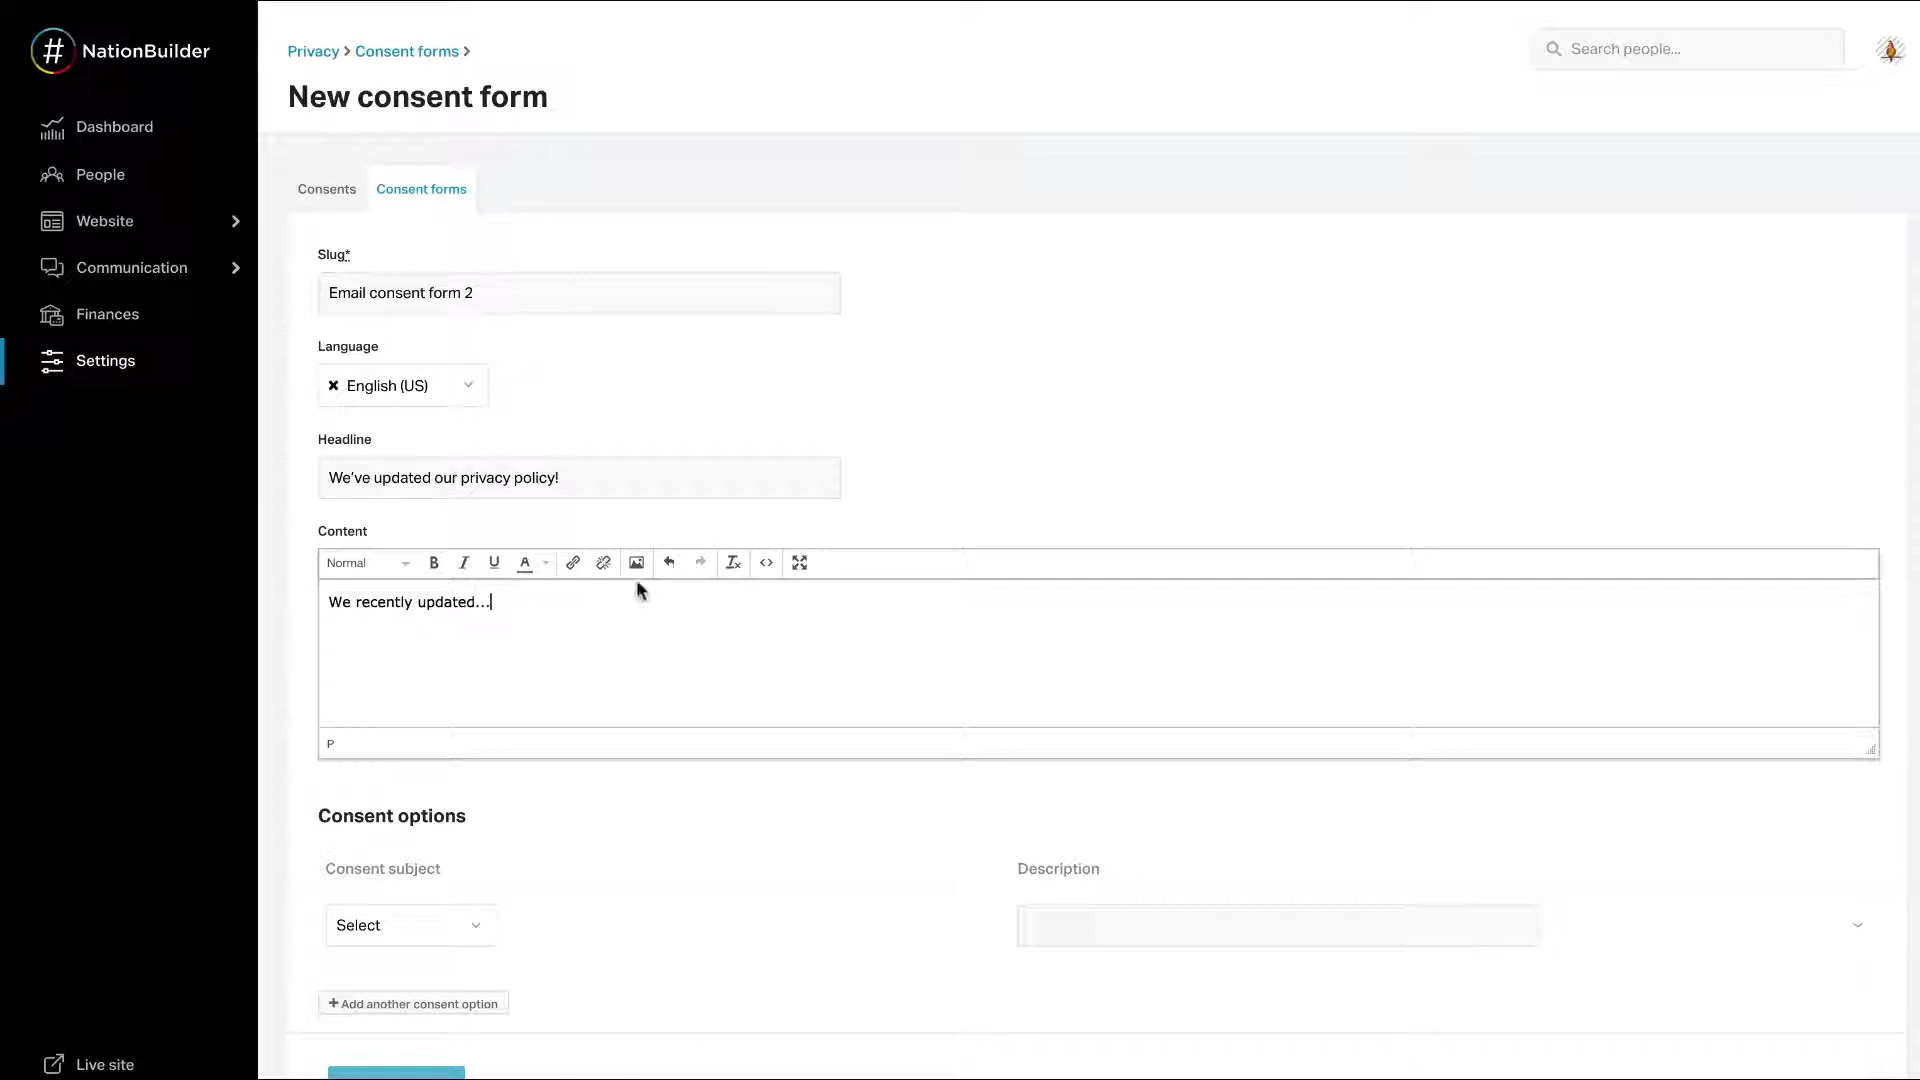 # NationBuilder
Dashboard
People
Website
Communication
Finances
Settings
Live site
Privacy > Consent forms >
Search people...
New consent form
Consents
Consent forms
Slug*
Email consent form 2
Language
✖ English (US)
Headline
We've updated our privacy policy!
Content
Normal B I U A
We recently updated...
P
Consent options
Consent subject Description
Select
+ Add another consent option